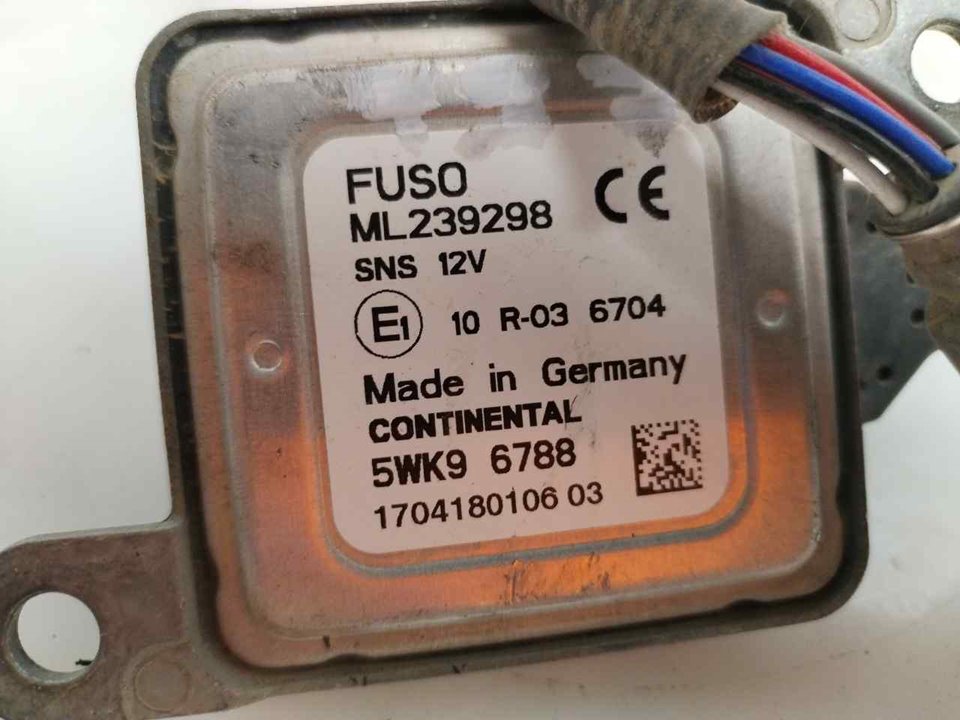 FUSO
CE
ML239298
SNS 12V
E1 10 R-03 6704
Made in Germany
CONTINENTAL
5WK9 6788
1704180106 03